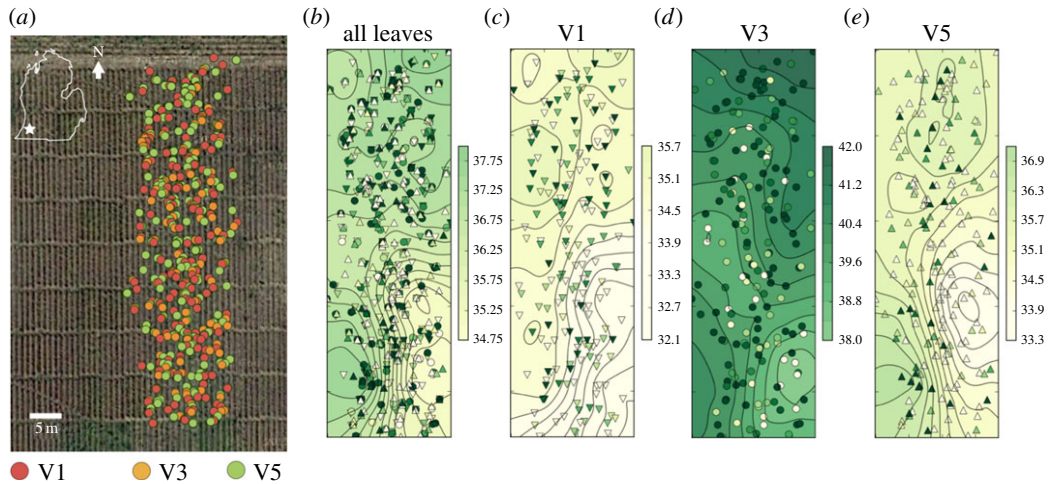 (a)
N
5 m
V1 V3 V5
(b)
all leaves
37.75
37.25
36.75
36.25
35.75
35.25
34.75
(c)
V1
35.7
35.1
34.5
33.9
33.3
32.7
32.1
(d)
V3
42.0
41.2
40.4
39.6
38.8
38.0
(e)
V5
36.9
36.3
35.7
35.1
34.5
33.9
33.3